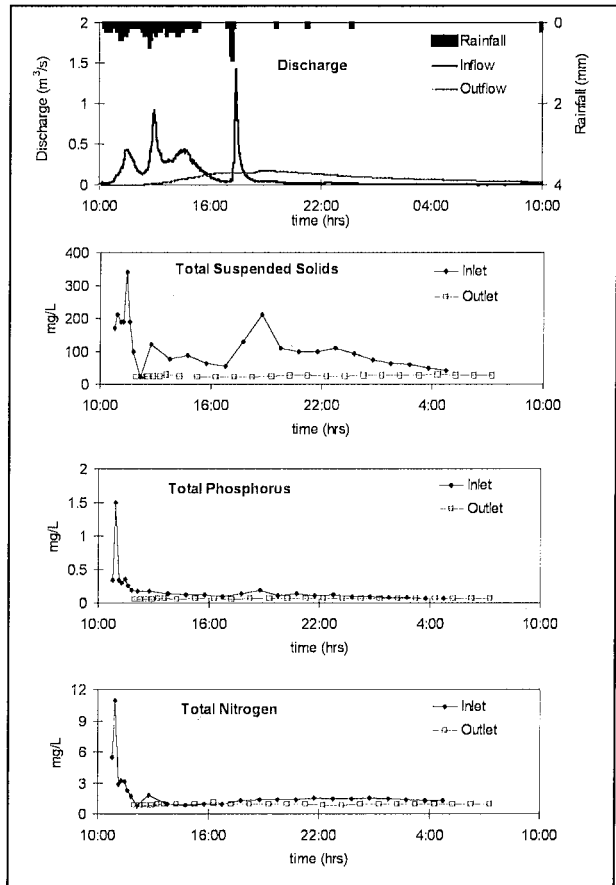 2
1.5
1
0.5
0
Discharge (m³/s)
0
2
4
Rainfall (mm)
Rainfall
Inflow
Outflow
Discharge
10:00 16:00 22:00 04:00 10:00
time (hrs)
Total Suspended Solids
400
300
200
100
0
mg/L
Inlet
Outlet
10:00 16:00 22:00 4:00 10:00
time (hrs)
Total Phosphorus
2
1.5
1
0.5
0
mg/L
Inlet
Outlet
10:00 16:00 22:00 4:00 10:00
time (hrs)
Total Nitrogen
12
9
6
3
0
mg/L
Inlet
Outlet
10:00 16:00 22:00 4:00 10:00
time (hrs)